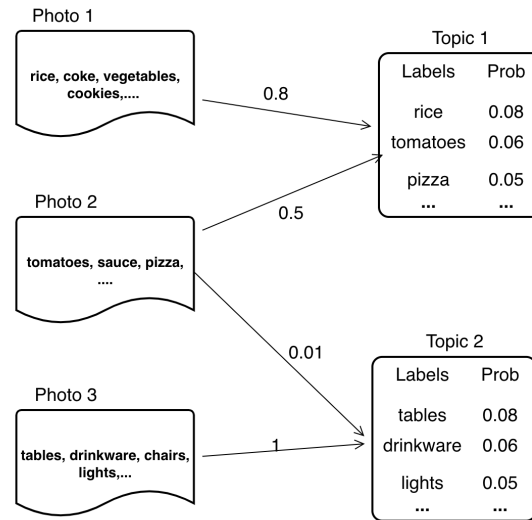 Photo 1
rice, coke, vegetables,
cookies,....
0.8
Topic 1
Labels Prob
rice 0.08
tomatoes 0.06
pizza 0.05
... ...
Photo 2
tomatoes, sauce, pizza,
....
0.5
0.01
Topic 2
Labels Prob
tables 0.08
drinkware 0.06
lights 0.05
... ...
Photo 3
tables, drinkware, chairs,
lights,...
1